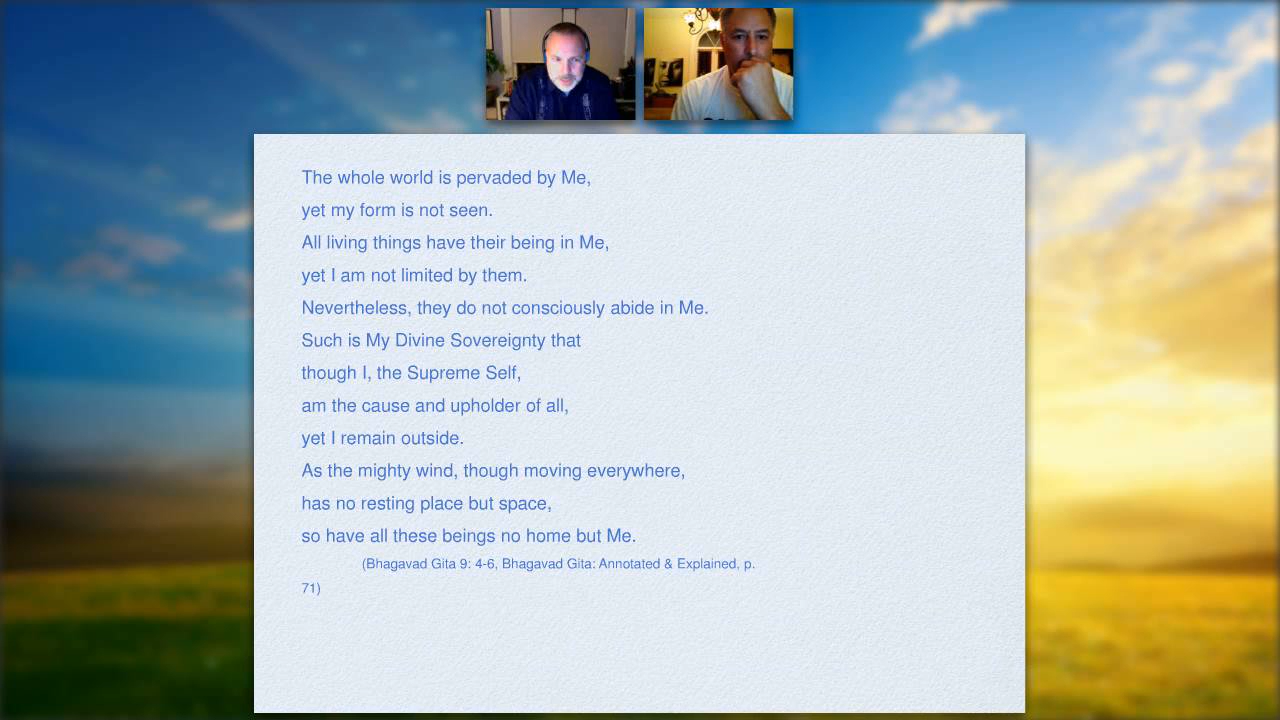 The whole world is pervaded by Me,
yet my form is not seen.
All living things have their being in Me,
yet I am not limited by them.
Nevertheless, they do not consciously abide in Me.
Such is My Divine Sovereignty that
though I, the Supreme Self,
am the cause and upholder of all,
yet I remain outside.
As the mighty wind, though moving everywhere,
has no resting place but space,
so have all these beings no home but Me.
(Bhagavad Gita 9: 4-6, Bhagavad Gita: Annotated & Explained, p.
71)